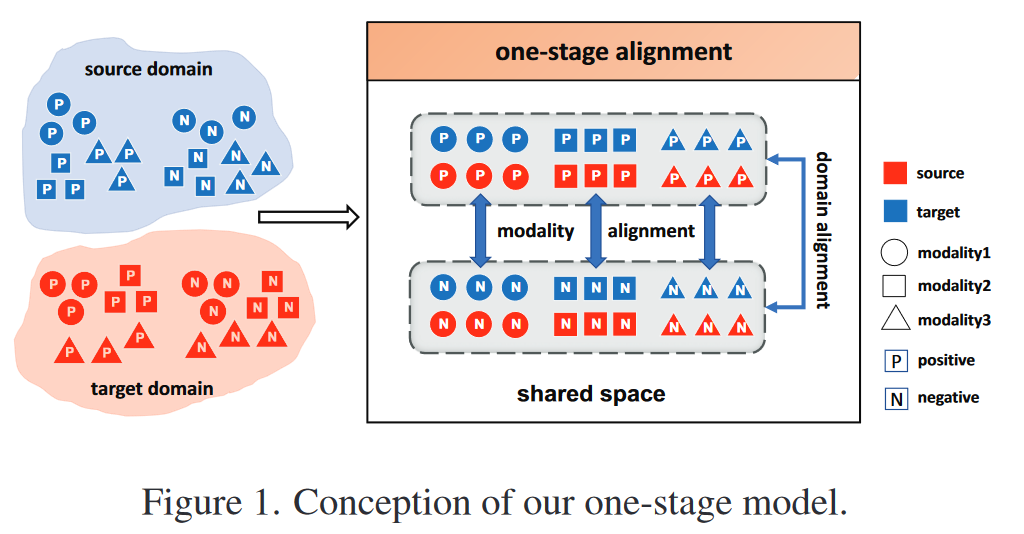 source domain
P
P
P
P
P
P
P
P
P
N
N
N
N
N
N
N
N
N
target domain
P
P
P
P
P
P
P
P
P
N
N
N
N
N
N
N
N
N
one-stage alignment
P P P P P P P P P
P P P P P P P P P
modality alignment
N N N N N N N N N
N N N N N N N N N
shared space
domain alignment
source
target
modality1
modality2
modality3
P positive
N negative
Figure 1. Conception of our one-stage model.